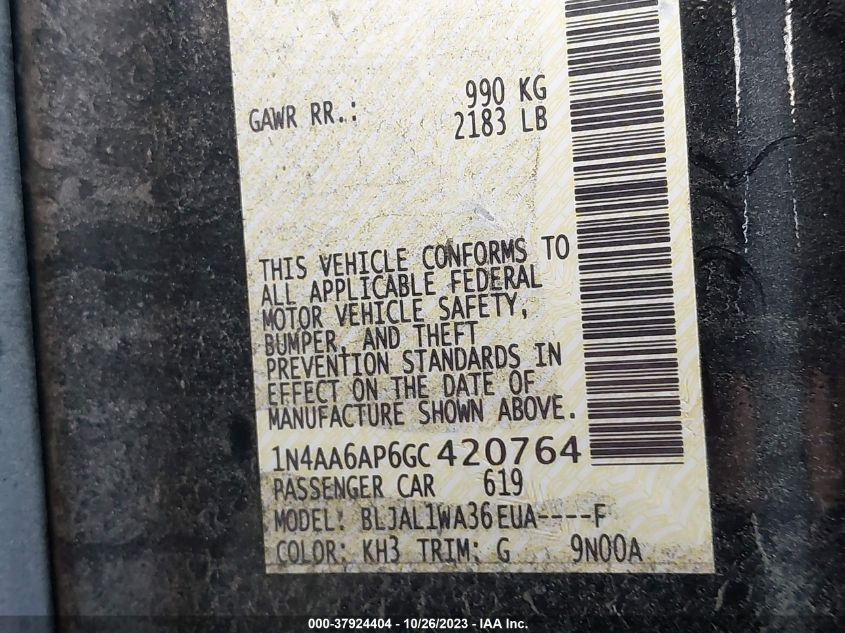 GAWR RR.: 990 KG
2183 LB
THIS VEHICLE CONFORMS TO
ALL APPLICABLE FEDERAL
MOTOR VEHICLE SAFETY,
BUMPER, AND THEFT
PREVENTION STANDARDS IN
EFFECT ON THE DATE OF
MANUFACTURE SHOWN ABOVE.
1N4AA6AP6GC420764
PASSENGER CAR 619
MODEL: BLJAL1WA36EUA----F
COLOR: KH3 TRIM: G 9N00A
000-37924404 - 10/26/2023 - IAA Inc.